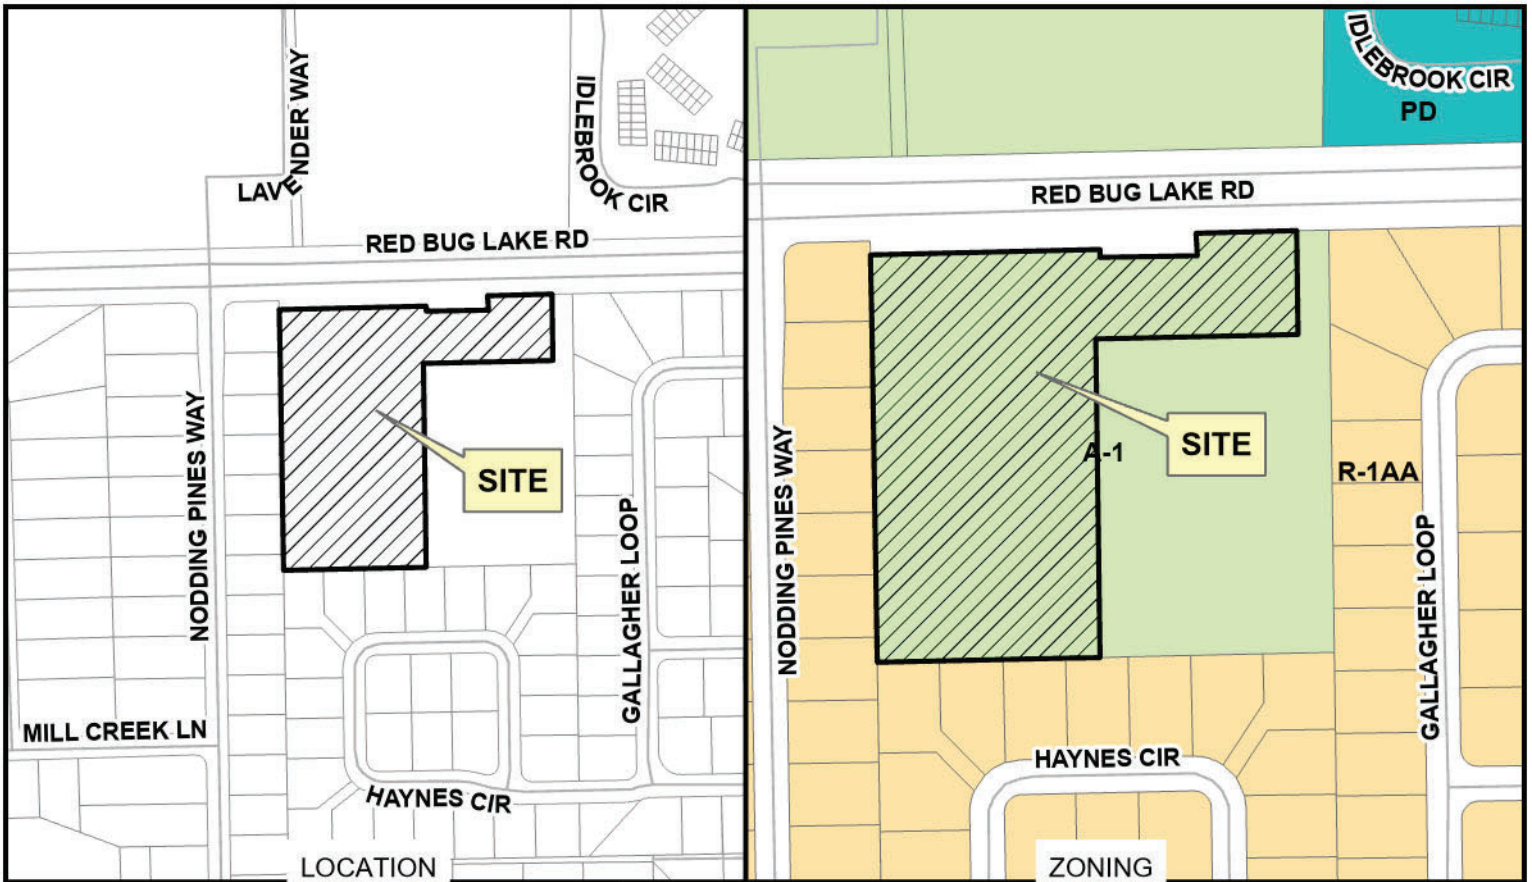 LAVENDER WAY
IDLEBROOK CIR
RED BUG LAKE RD
NODDING PINES WAY
SITE
GALLAGHER LOOP
MILL CREEK LN
HAYNES CIR
LOCATION
IDLEBROOK CIR
PD
RED BUG LAKE RD
NODDING PINES WAY
A-1
SITE
R-1AA
GALLAGHER LOOP
HAYNES CIR
ZONING